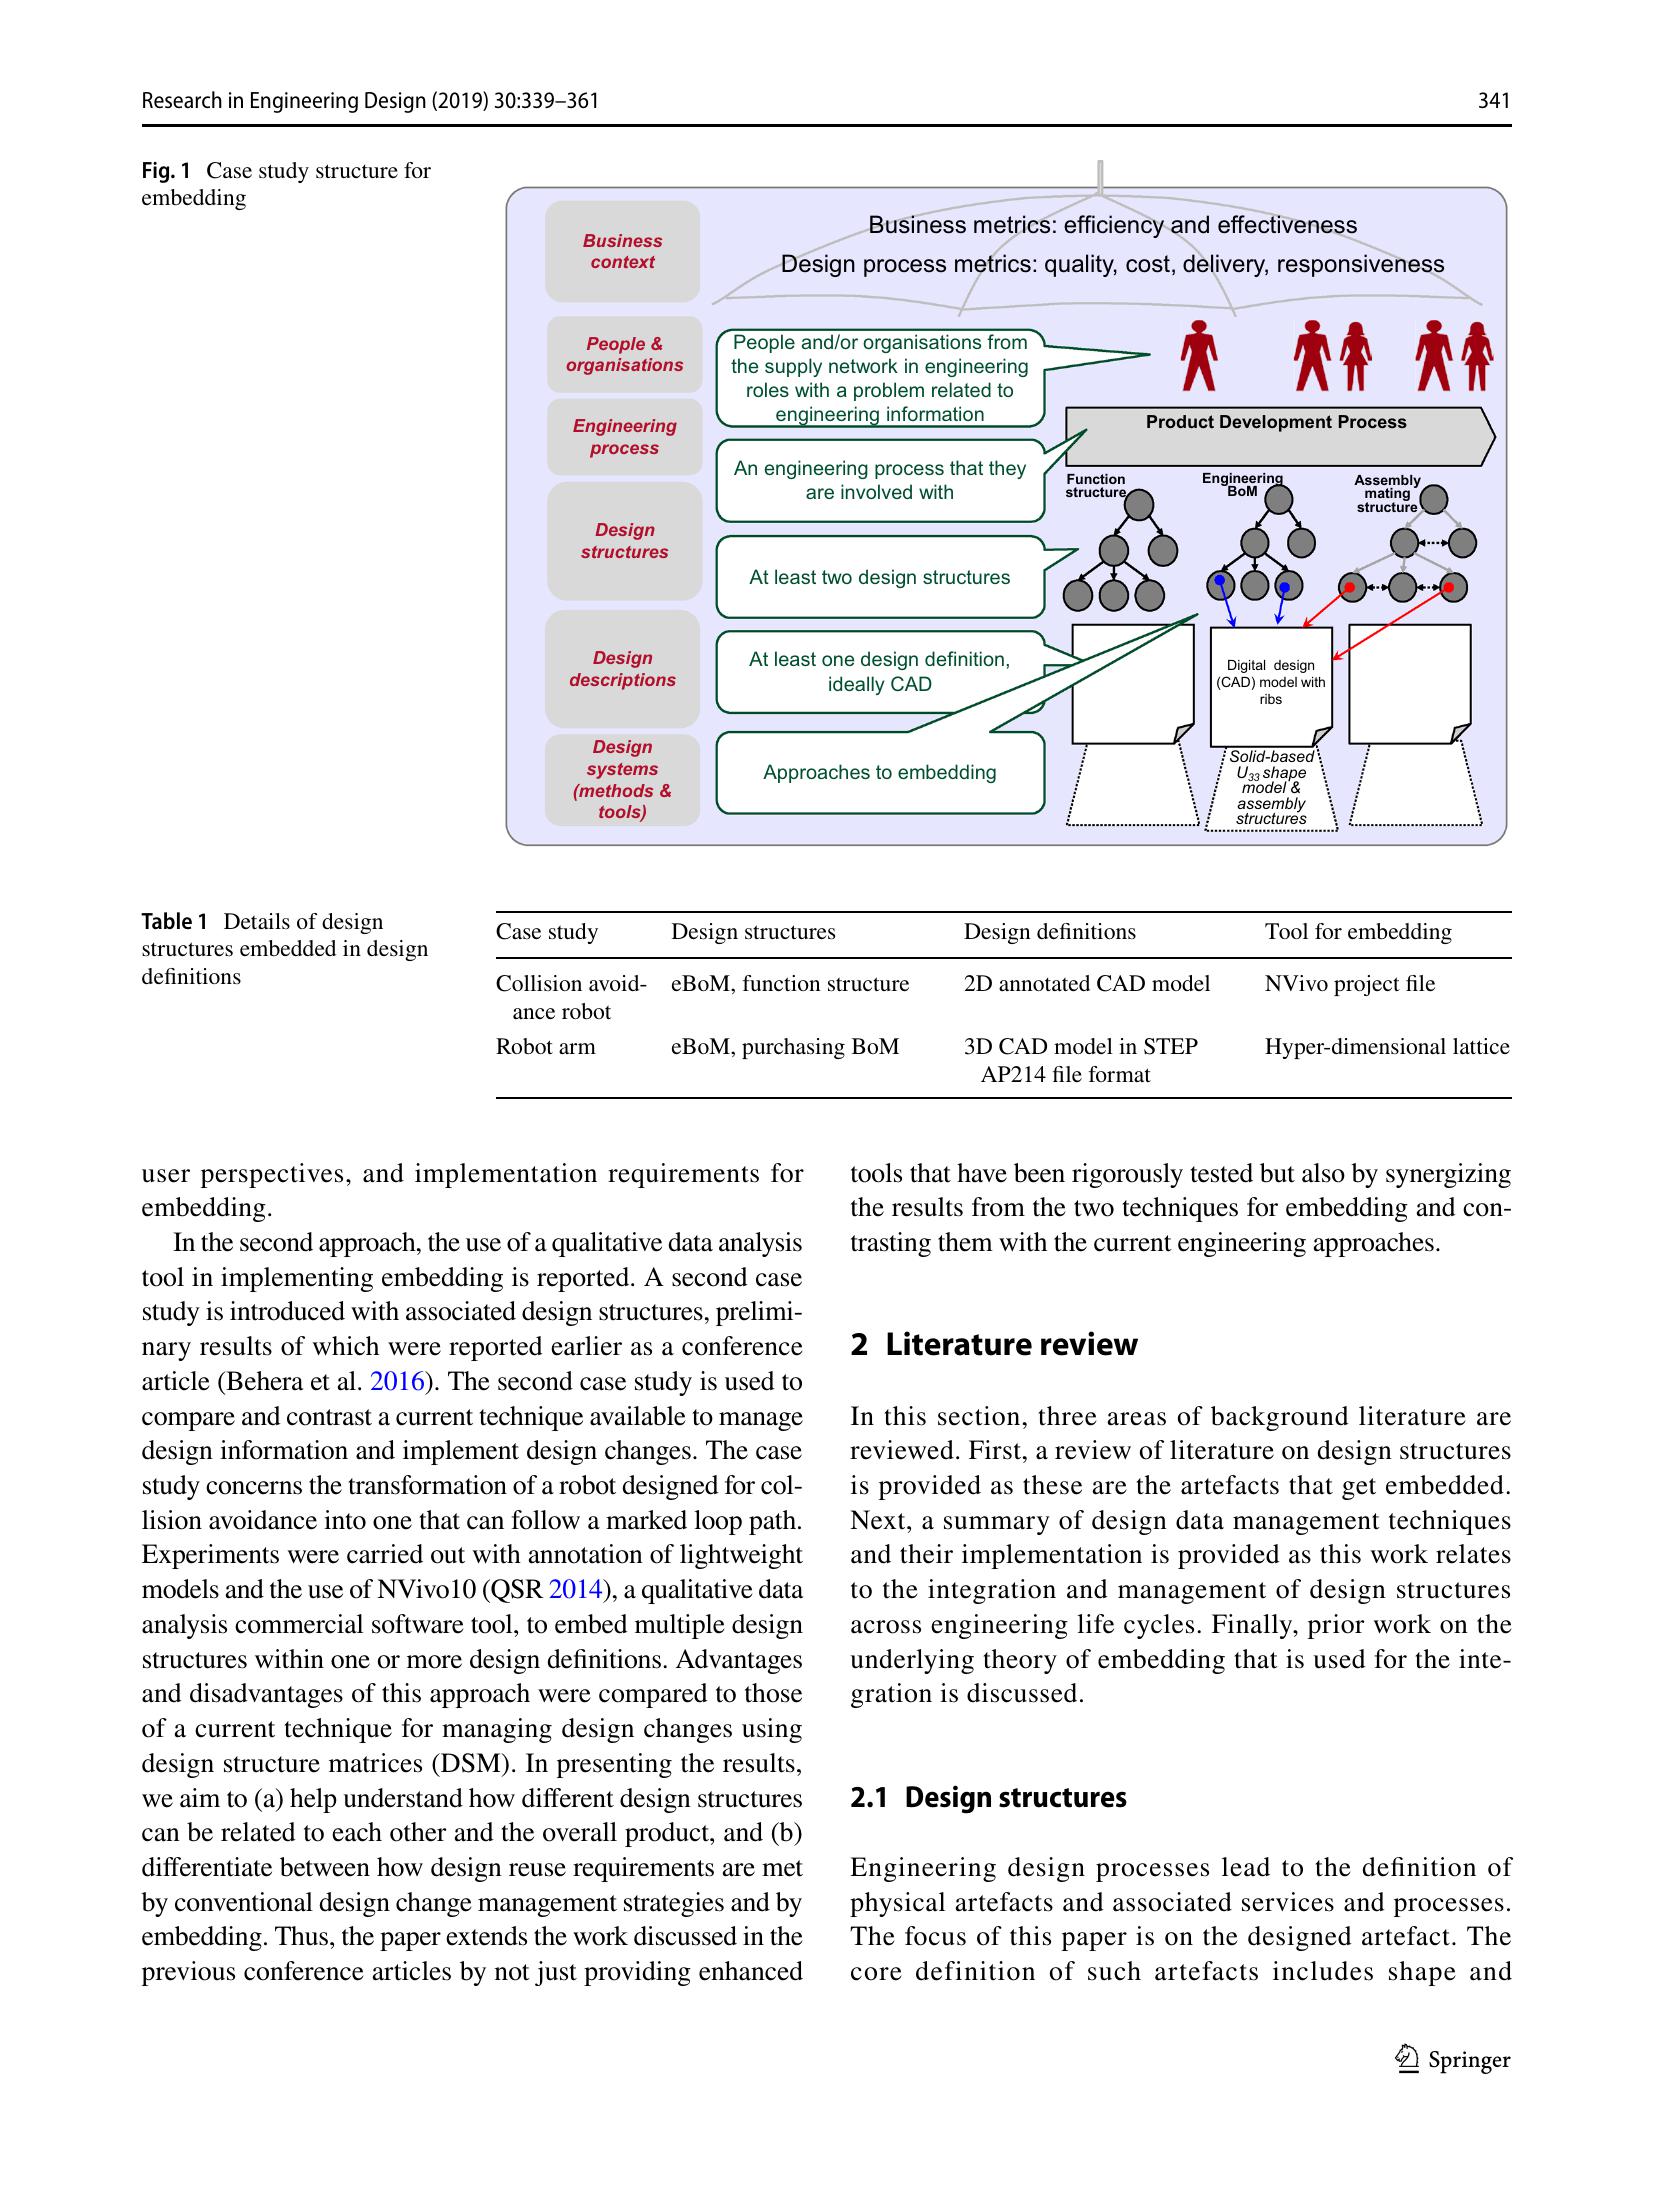 Research in Engineering Design (2019) 30:339–361
341
Fig. 1 Case study structure for
embedding
Business
context
Business metrics: efficiency and effectiveness
Design process metrics: quality, cost, delivery, responsiveness
People &
organisations
People and/or organisations from
the supply network in engineering
roles with a problem related to
engineering information
Engineering
process
An engineering process that they
are involved with
Product Development Process
Design
structures
At least two design structures
Function
structure
Engineering
BoM
Assembly
mating
structure
Design
descriptions
At least one design definition,
ideally CAD
Digital design
(CAD) model with
ribs
Design
systems
(methods &
tools)
Approaches to embedding
Solid-based
U33 shape
model &
assembly
structures
Table 1 Details of design
structures embedded in design
definitions
Case study Design structures Design definitions Tool for embedding
Collision avoid- eBoM, function structure 2D annotated CAD model NVivo project file
ance robot
Robot arm eBoM, purchasing BoM 3D CAD model in STEP Hyper-dimensional lattice
AP214 file format
user perspectives, and implementation requirements for
embedding.
In the second approach, the use of a qualitative data analysis
tool in implementing embedding is reported. A second case
study is introduced with associated design structures, prelimi-
nary results of which were reported earlier as a conference
article (Behera et al. 2016). The second case study is used to
compare and contrast a current technique available to manage
design information and implement design changes. The case
study concerns the transformation of a robot designed for col-
lision avoidance into one that can follow a marked loop path.
Experiments were carried out with annotation of lightweight
models and the use of NVivo10 (QSR 2014), a qualitative data
analysis commercial software tool, to embed multiple design
structures within one or more design definitions. Advantages
and disadvantages of this approach were compared to those
of a current technique for managing design changes using
design structure matrices (DSM). In presenting the results,
we aim to (a) help understand how different design structures
can be related to each other and the overall product, and (b)
differentiate between how design reuse requirements are met
by conventional design change management strategies and by
embedding. Thus, the paper extends the work discussed in the
previous conference articles by not just providing enhanced
tools that have been rigorously tested but also by synergizing
the results from the two techniques for embedding and con-
trasting them with the current engineering approaches.
2 Literature review
In this section, three areas of background literature are
reviewed. First, a review of literature on design structures
is provided as these are the artefacts that get embedded.
Next, a summary of design data management techniques
and their implementation is provided as this work relates
to the integration and management of design structures
across engineering life cycles. Finally, prior work on the
underlying theory of embedding that is used for the inte-
gration is discussed.
2.1 Design structures
Engineering design processes lead to the definition of
physical artefacts and associated services and processes.
The focus of this paper is on the designed artefact. The
core definition of such artefacts includes shape and
Springer